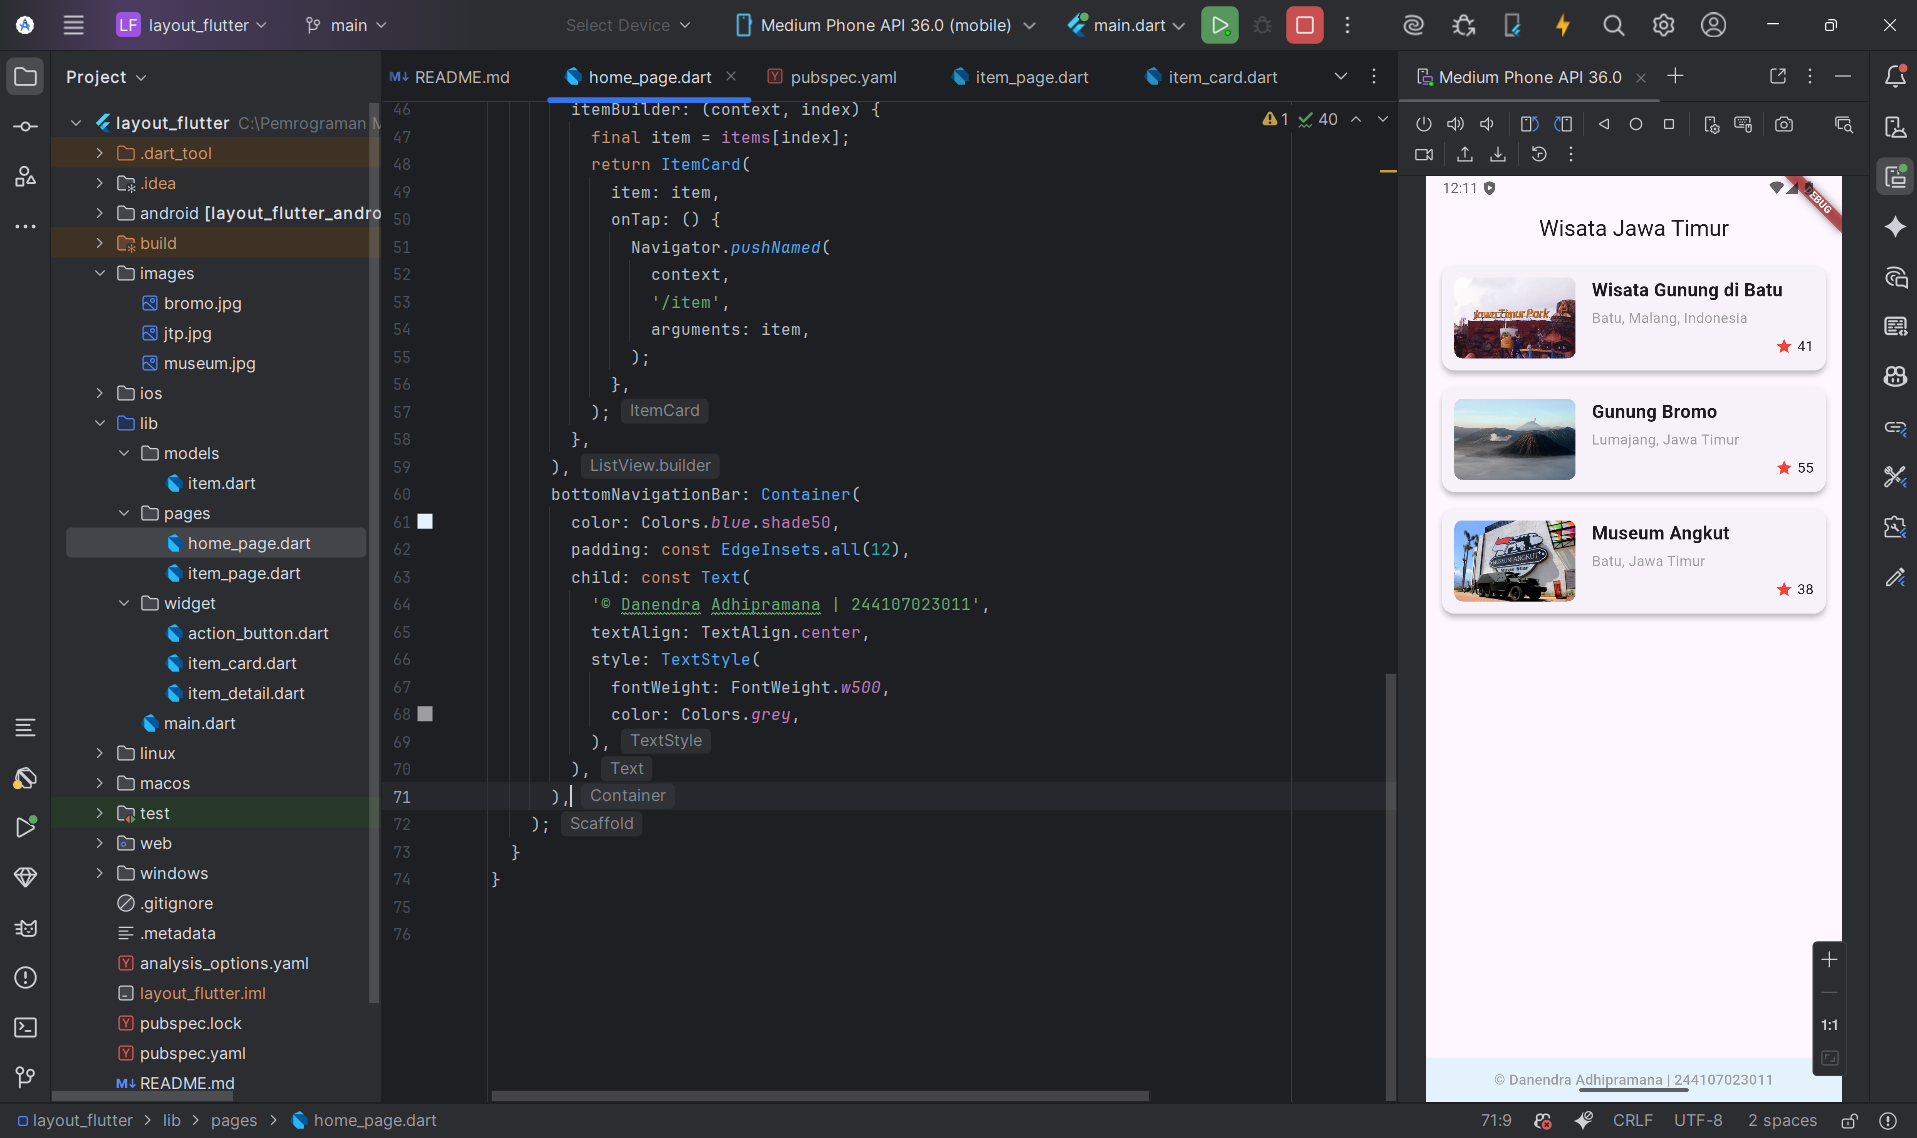 LF layout_flutter main Select Device Medium Phone API 36.0 (mobile) main.dart
Project
README.md home_page.dart pubspec.yaml item_page.dart item_card.dart
Medium Phone API 36.0
layout_flutter C:\Pemrograman M
.dart_tool
.idea
android [layout_flutter_andro
build
images
bromo.jpg
jtp.jpg
museum.jpg
ios
lib
models
item.dart
pages
home_page.dart
item_page.dart
widget
action_button.dart
item_card.dart
item_detail.dart
main.dart
linux
macos
test
web
windows
.gitignore
.metadata
analysis_options.yaml
layout_flutter.iml
pubspec.lock
pubspec.yaml
README.md
1 40
46 itemBuilder: (context, index) {
47 final item = items[index];
48 return ItemCard(
49 item: item,
50 onTap: () {
51 Navigator.pushNamed(
52 context,
53 '/item',
54 arguments: item,
55 );
56 },
57 ); ItemCard
58 },
59 ), ListView.builder
60 bottomNavigationBar: Container(
61 color: Colors.blue.shade50,
62 padding: const EdgeInsets.all(12),
63 child: const Text(
64 '© Danendra Adhipramana | 244107023011',
65 textAlign: TextAlign.center,
66 style: TextStyle(
67 fontWeight: FontWeight.w500,
68 color: Colors.grey,
69 ), TextStyle
70 ), Text
71 ), Container
72 ); Scaffold
73 }
74 }
75
76
12:11
DEBUG
Wisata Jawa Timur
Jawa Timur Park
Wisata Gunung di Batu
Batu, Malang, Indonesia
41
Gunung Bromo
Lumajang, Jawa Timur
55
Museum Angkut
Batu, Jawa Timur
38
1:1
© Danendra Adhipramana | 244107023011
layout_flutter > lib > pages > home_page.dart
71:9 CRLF UTF-8 2 spaces